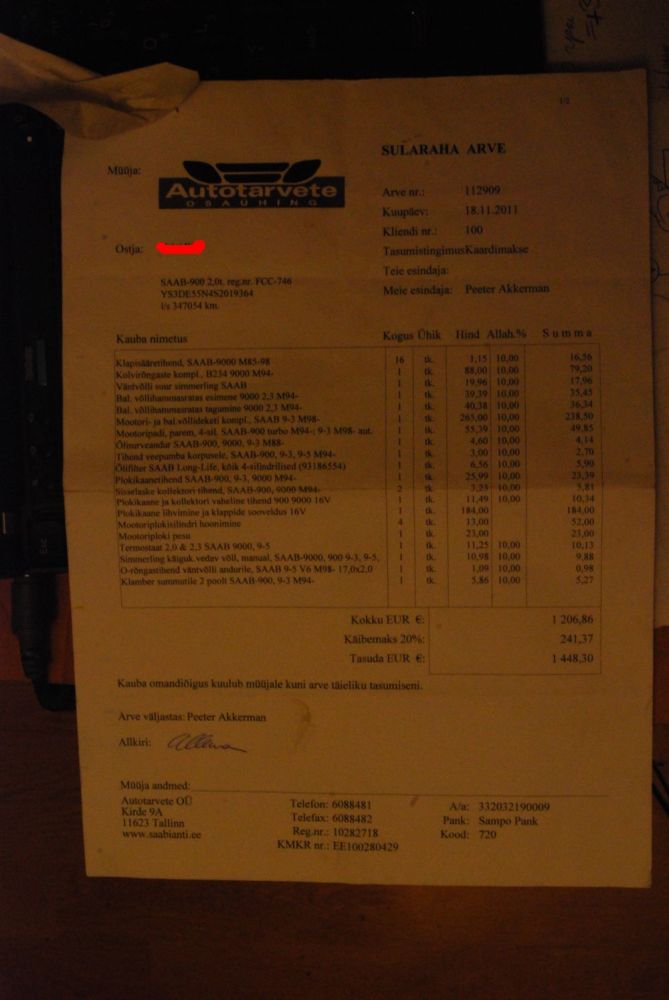 1/2
SULARAHA ARVE
Müüja:
Autotarvete
OSAÜHING
Arve nr.: 112909
Kuupäev: 18.11.2011
Kliendi nr.: 100
Ostja:
Tasumistingimus Kaardimakse
Teie esindaja:
Meie esindaja: Peeter Akkerman
SAAB-900 2,0t. reg.nr. FCC-746
YS3DE55N4S2019364
l/s 347054 km.
Kauba nimetus Kogus Ühik Hind Allah.% Summa
Klapisääretihend, SAAB-9000 M85-98 16 tk. 1,15 10,00 16,56
Kolvirõngaste kompl., B234 9000 M94- 1 tk. 88,00 10,00 79,20
Väntvõlli suur simmerling SAAB 1 tk. 19,96 10,00 17,96
Bal. võllihammasratas esimene 9000 2,3 M94- 1 tk. 39,39 10,00 35,45
Bal. võllihammasratas tagumine 9000 2,3 M94- 1 tk. 40,38 10,00 36,34
Mootori- ja bal.võllideketi kompl., SAAB 9-3 M98- 1 tk. 265,00 10,00 238,50
Mootoripadi, parem, 4-sil. SAAB-900 turbo M94-; 9-3 M98- aut. 1 tk. 55,39 10,00 49,85
Õlisurveandur SAAB-900, 9000, 9-3 M88- 1 tk. 4,60 10,00 4,14
Tihend veepumba korpusele, SAAB-900, 9-3, 9-5 M94- 1 tk. 3,00 10,00 2,70
Õlifilter SAAB Long-Life, kõik 4-silindrilised (93186554) 1 tk. 6,56 10,00 5,90
Plokikaanetihend SAAB-900, 9-3, 9000 M94- 1 tk. 25,99 10,00 23,39
Sisselaske kollektori tihend, SAAB-900, 9000 M94- 2 tk. 3,23 10,00 5,81
Plokikaane ja kollektori vaheline tihend 900 9000 16V 1 tk. 11,49 10,00 10,34
Plokikaane lihvimine ja klappide sooveldus 16V 1 tk. 184,00 184,00
Mootoriplokisilindri hoonimine 4 tk. 13,00 52,00
Mootoriploki pesu 1 tk. 23,00 23,00
Termostaat 2,0 & 2,3 SAAB 9000, 9-5 1 tk. 11,25 10,00 10,13
Simmerling käiguk.vedav võll, manual, SAAB-9000, 900 9-3, 9-5, 1 tk. 10,98 10,00 9,88
O-rõngastihend väntvõlli andurile, SAAB 9-5 V6 M98- 17,0x2,0 1 tk. 1,09 10,00 0,98
Klamber summutile 2 poolt SAAB-900, 9-3 M94- 1 tk. 5,86 10,00 5,27
Kokku EUR €: 1 206,86
Käibemaks 20%: 241,37
Tasuda EUR €: 1 448,30
Kauba omandiõigus kuulub müüjale kuni arve täieliku tasumiseni.
Arve väljastas: Peeter Akkerman
Allkiri:
Müüja andmed:
Autotarvete OÜ Telefon: 6088481 A/a: 332032190009
Kirde 9A Telefax: 6088482 Pank: Sampo Pank
11623 Tallinn Reg.nr.: 10282718 Kood: 720
www.saabianti.ee KMKR nr.: EE100280429